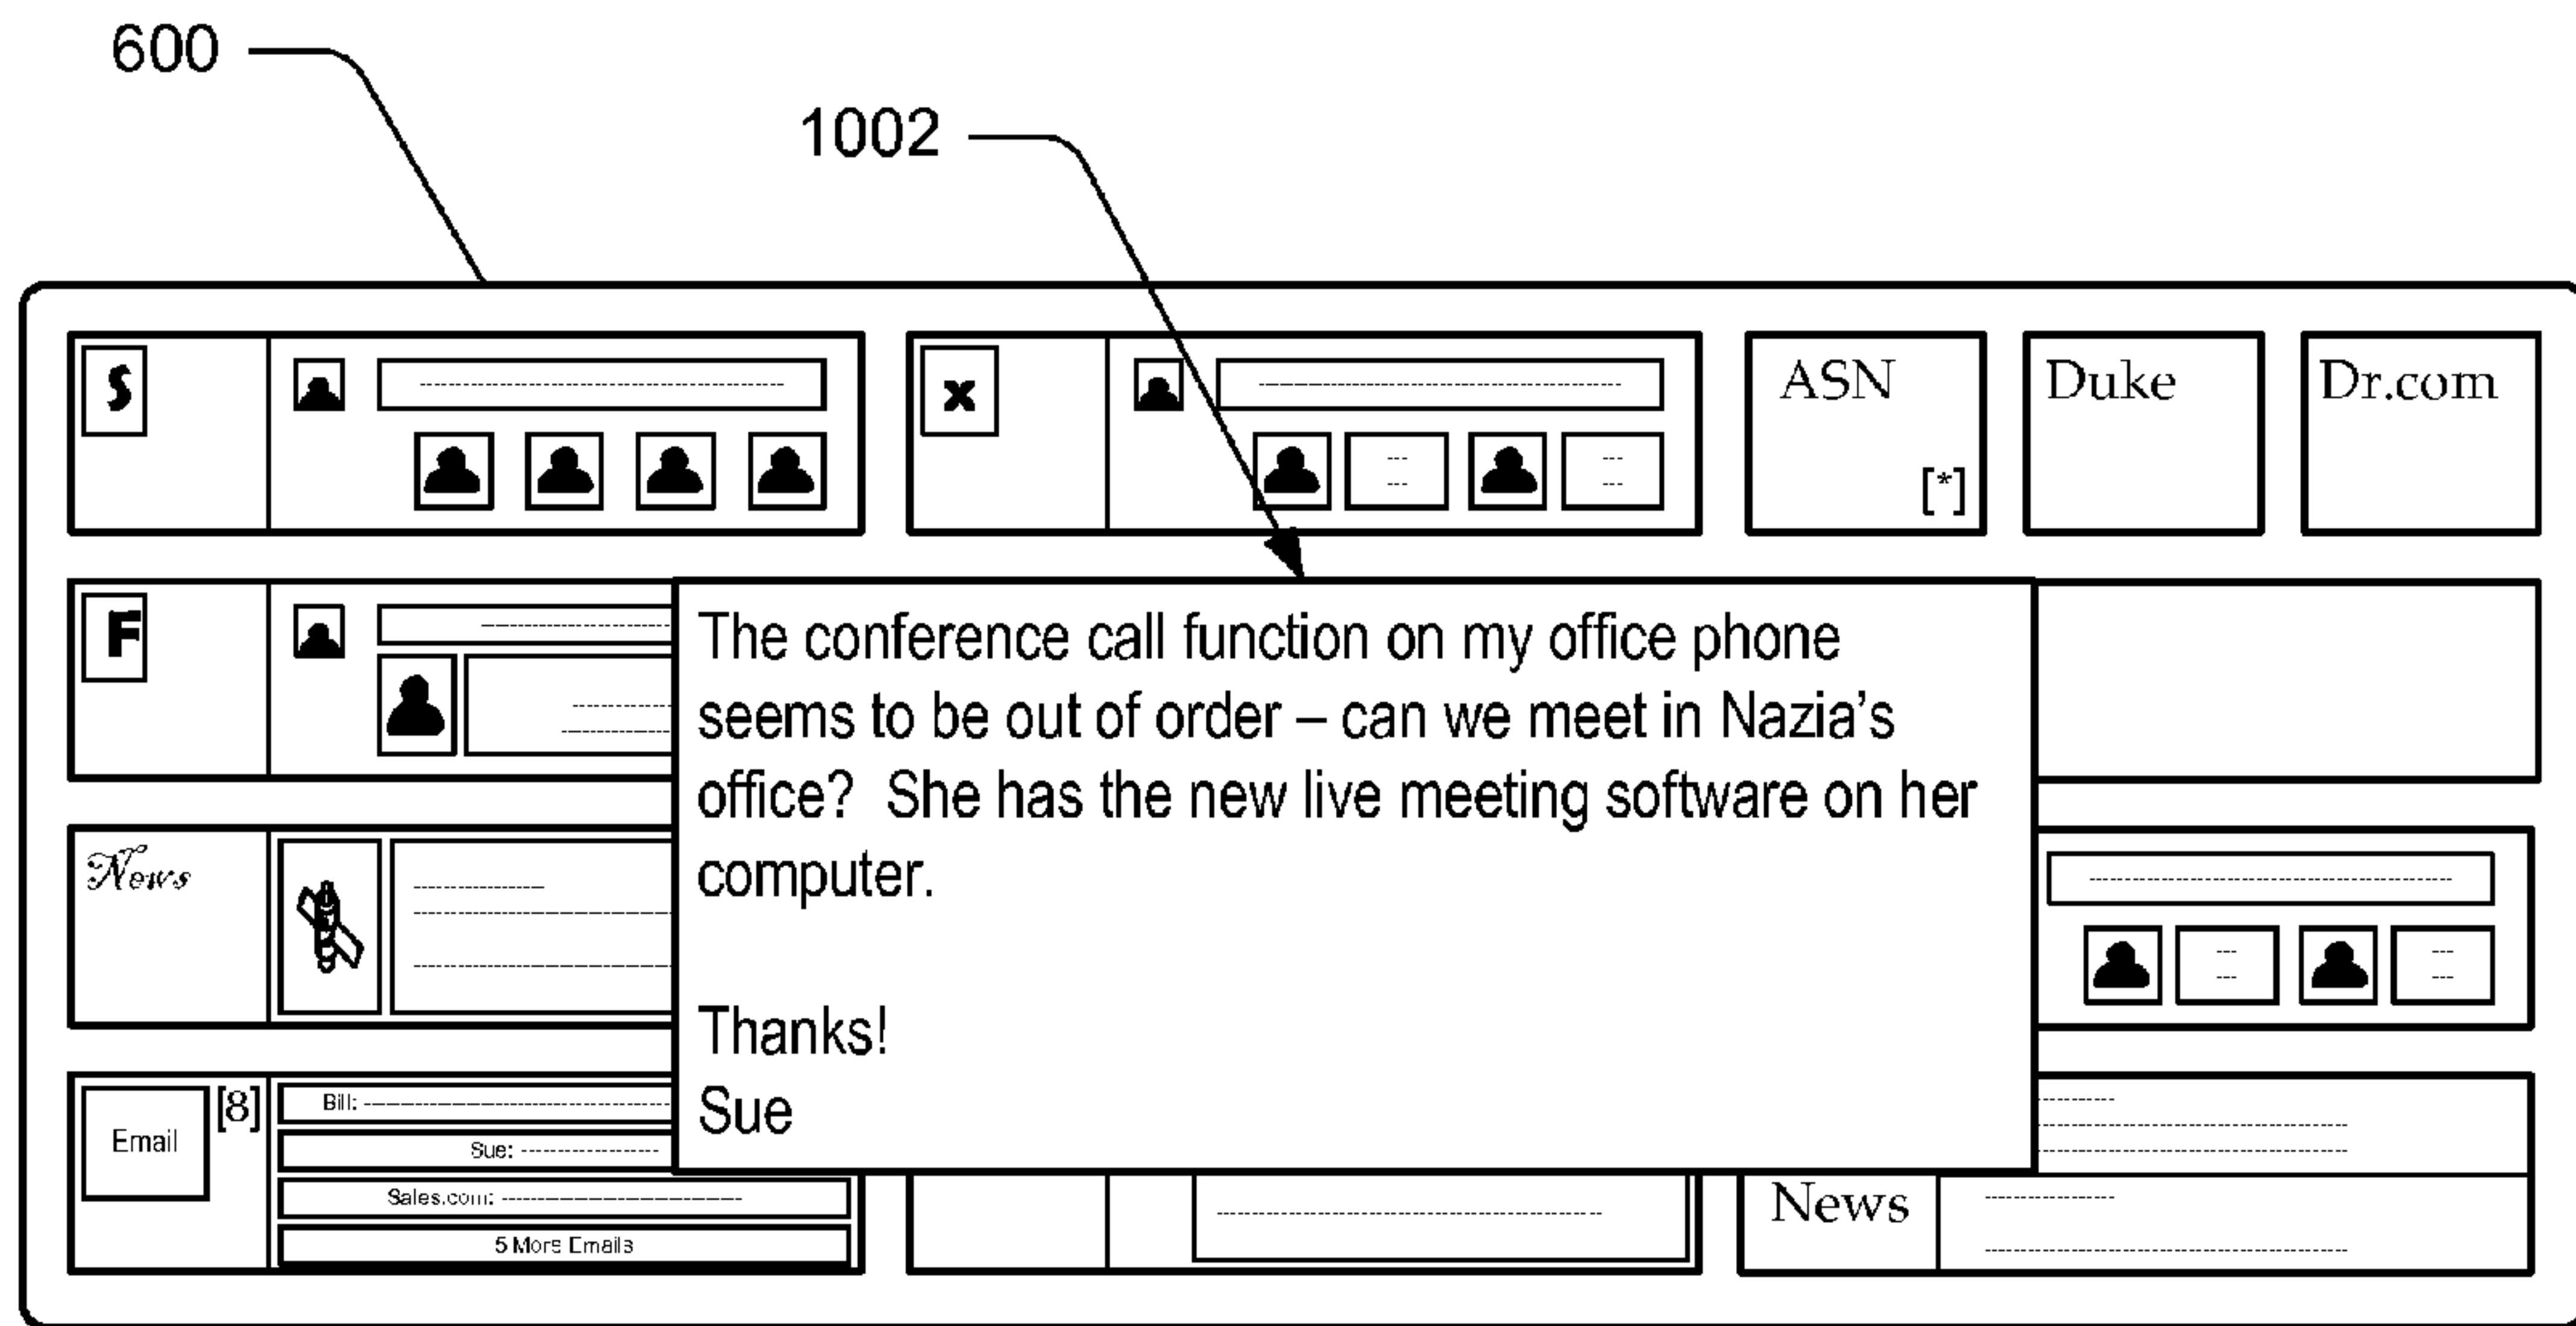 600
1002
S
x
ASN
[*]
Duke
Dr.com
F
The conference call function on my office phone
seems to be out of order – can we meet in Nazia's
office?  She has the new live meeting software on her
computer.
Thanks!
Sue
News
Email
[8]
Bill:
Sue:
Sales.com:
5 More Emails
News